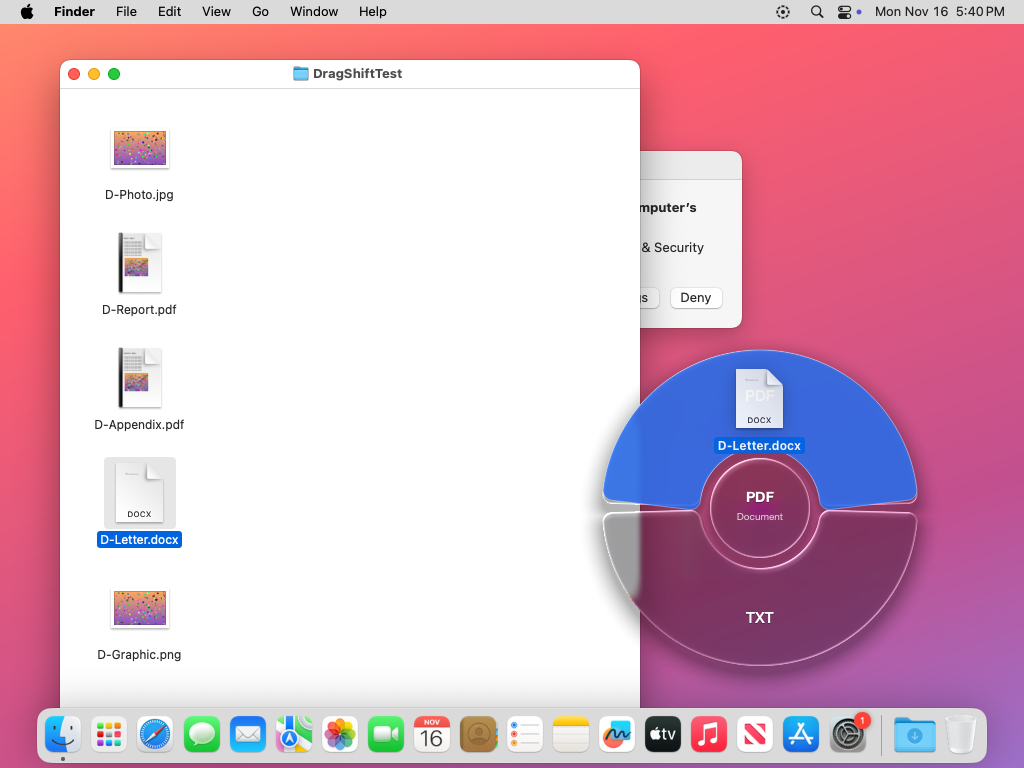 Finder File Edit View Go Window Help Mon Nov 16 5:40 PM
DragShiftTest
D-Photo.jpg
D-Report.pdf
D-Appendix.pdf
DOCX
D-Letter.docx
D-Graphic.png
mputer's
& Security
gs Deny
PDF
DOCX
D-Letter.docx
PDF
Document
TXT
NOV
16
tv
1